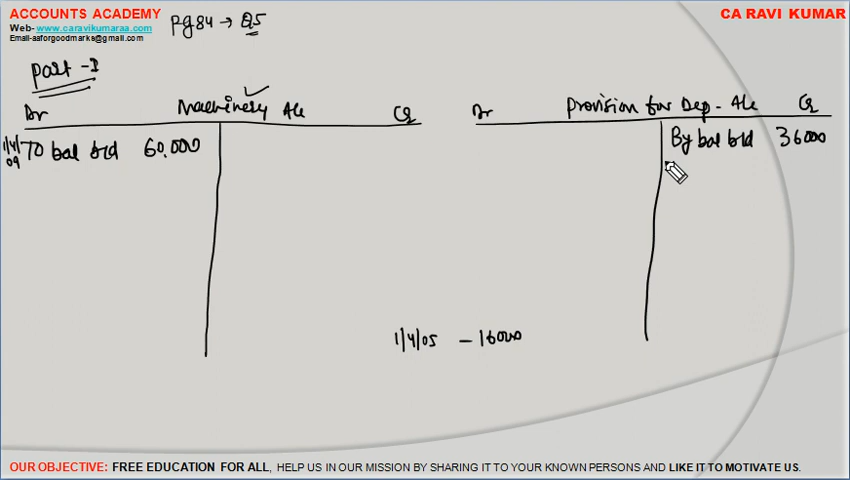 ACCOUNTS ACADEMY
CA RAVI KUMAR
Web- www.caravikumaraa.com
Email-aaforgoodmarks@gmail.com
Pg84 → Q5
Part -I
Dr Machinery A/c Cr
Dr Provision for Dep - A/c Cr
1/4/09 To bal b/d 60,000
By bal b/d 36000
1/4/05 - 16000
OUR OBJECTIVE: FREE EDUCATION FOR ALL, HELP US IN OUR MISSION BY SHARING IT TO YOUR KNOWN PERSONS AND LIKE IT TO MOTIVATE US.